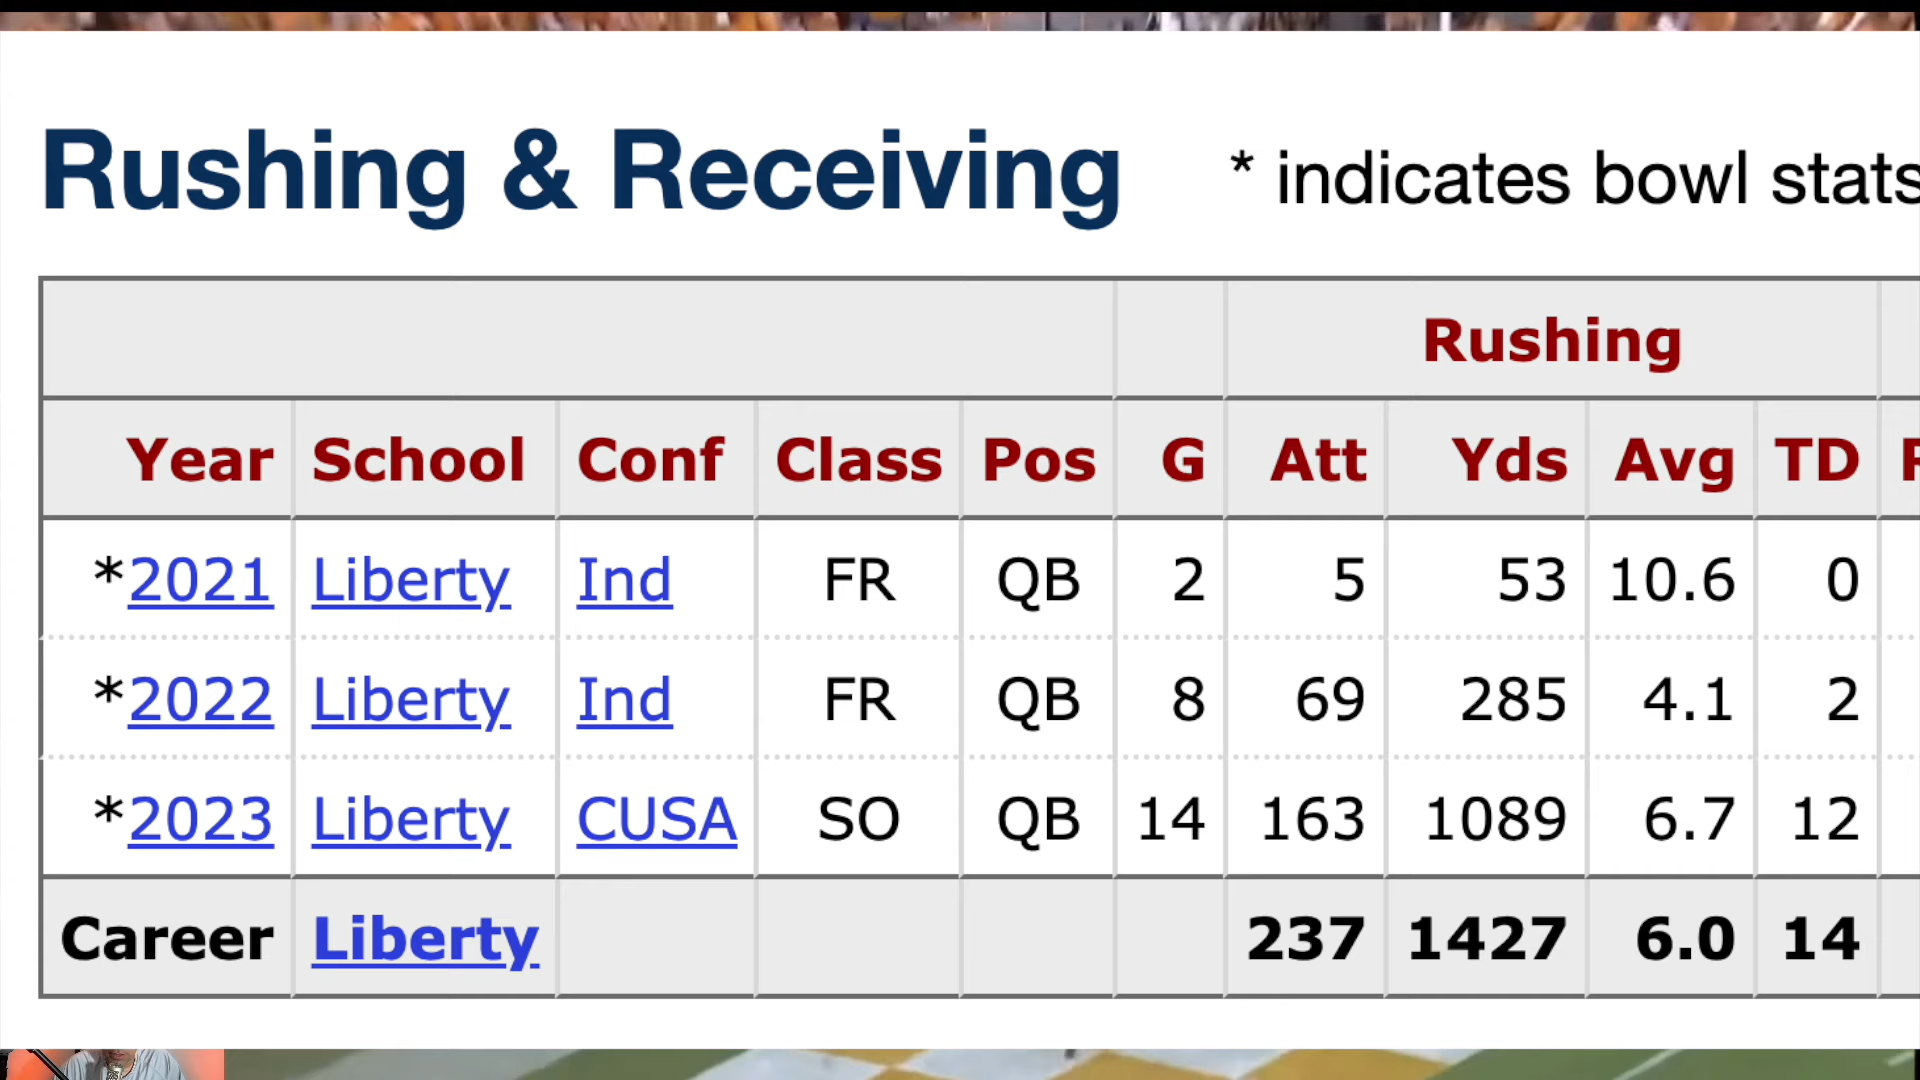 Rushing & Receiving * indicates bowl stats
Rushing
Year School Conf Class Pos G Att Yds Avg TD
*2021 Liberty Ind FR QB 2 5 53 10.6 0
*2022 Liberty Ind FR QB 8 69 285 4.1 2
*2023 Liberty CUSA SO QB 14 163 1089 6.7 12
Career Liberty 237 1427 6.0 14